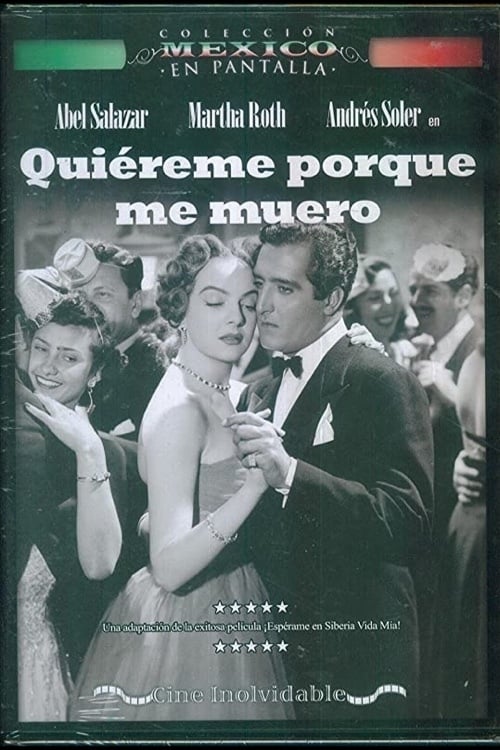 COLECCIÓN
MEXICO
· EN PANTALLA ·
Abel Salazar Martha Roth Andrés Soler en
Quiéreme porque
me muero
Una adaptación de la exitosa película ¡Espérame en Siberia Vida Mía!
Cine Inolvidable